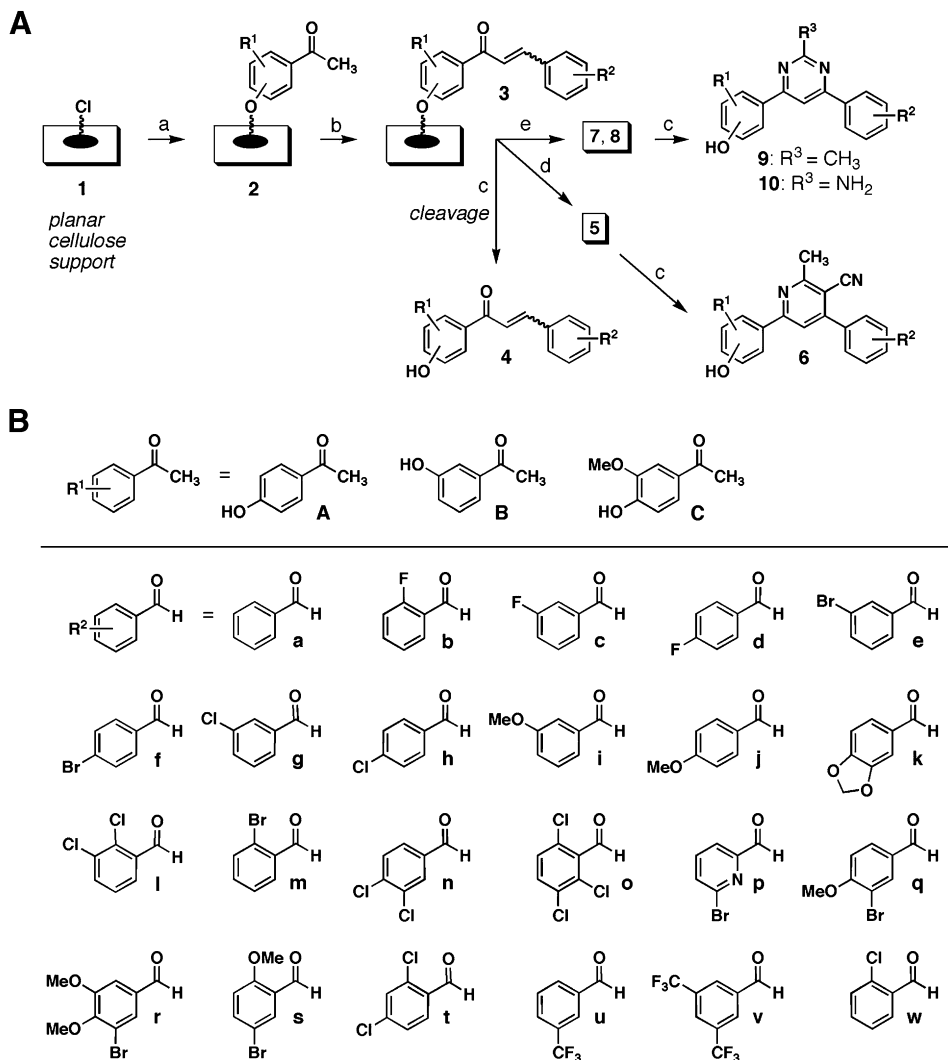 A
R¹ O CH₃
R¹ O R²
R³
Cl
O
O 3
N N
R¹ R²
HO
a b e 7, 8 c
1 2
9: R³ = CH₃
10: R³ = NH₂
planar
cellulose
support
c d
cleavage
5
c
R¹ O R²
HO 4
CH₃
N CN
R¹ R²
HO 6
B
R¹ O CH₃ =
HO O CH₃ A
HO O CH₃ B
MeO HO O CH₃ C
R² O H =
O H a
F O H b
F O H c
F O H d
Br O H e
Br O H f
Cl O H g
Cl O H h
MeO O H i
MeO O H j
O O O H k
Cl Cl O H l
Br O H m
Cl Cl O H n
Cl Cl Cl O H o
N Br O H p
MeO Br O H q
MeO MeO Br O H r
OMe Br O H s
Cl Cl O H t
CF₃ O H u
F₃C CF₃ O H v
Cl O H w